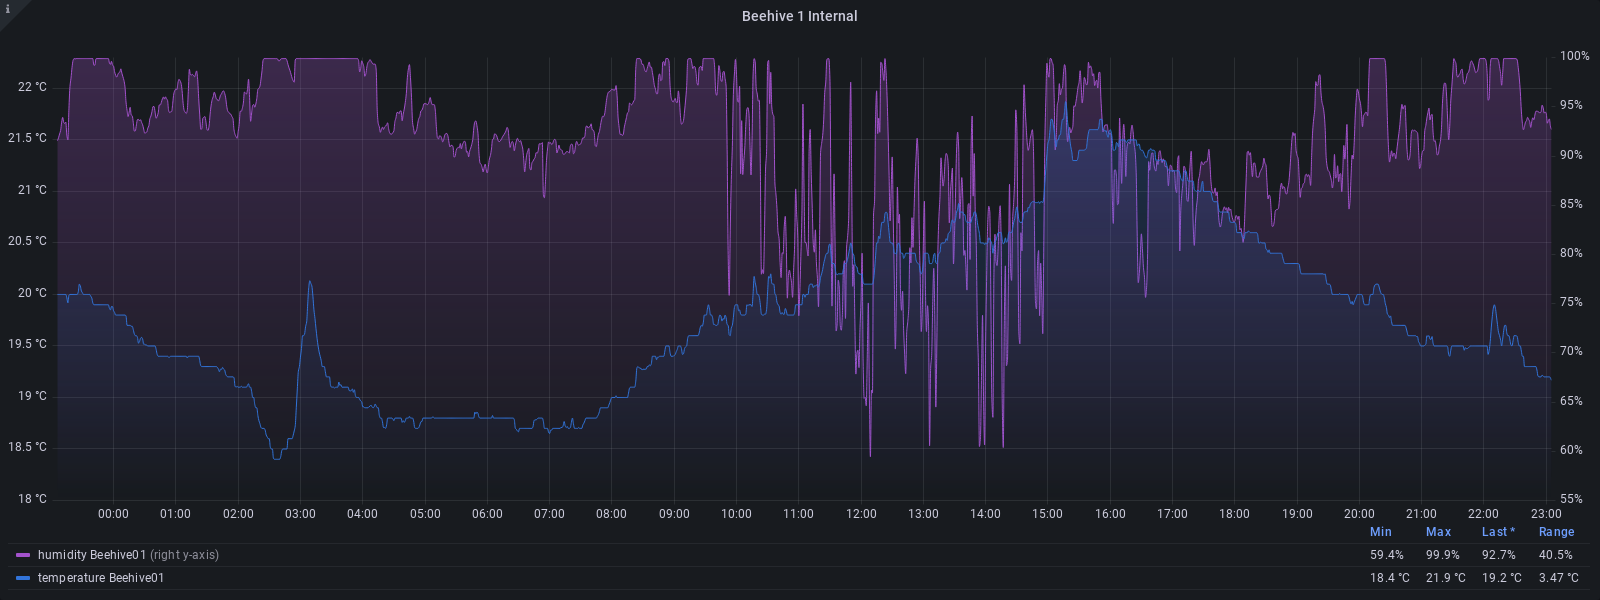 i
Beehive 1 Internal
22 °C
21.5 °C
21 °C
20.5 °C
20 °C
19.5 °C
19 °C
18.5 °C
18 °C
100%
95%
90%
85%
80%
75%
70%
65%
60%
55%
00:00 01:00 02:00 03:00 04:00 05:00 06:00 07:00 08:00 09:00 10:00 11:00 12:00 13:00 14:00 15:00 16:00 17:00 18:00 19:00 20:00 21:00 22:00 23:00
Min Max Last * Range
humidity Beehive01 (right y-axis) 59.4% 99.9% 92.7% 40.5%
temperature Beehive01 18.4 °C 21.9 °C 19.2 °C 3.47 °C